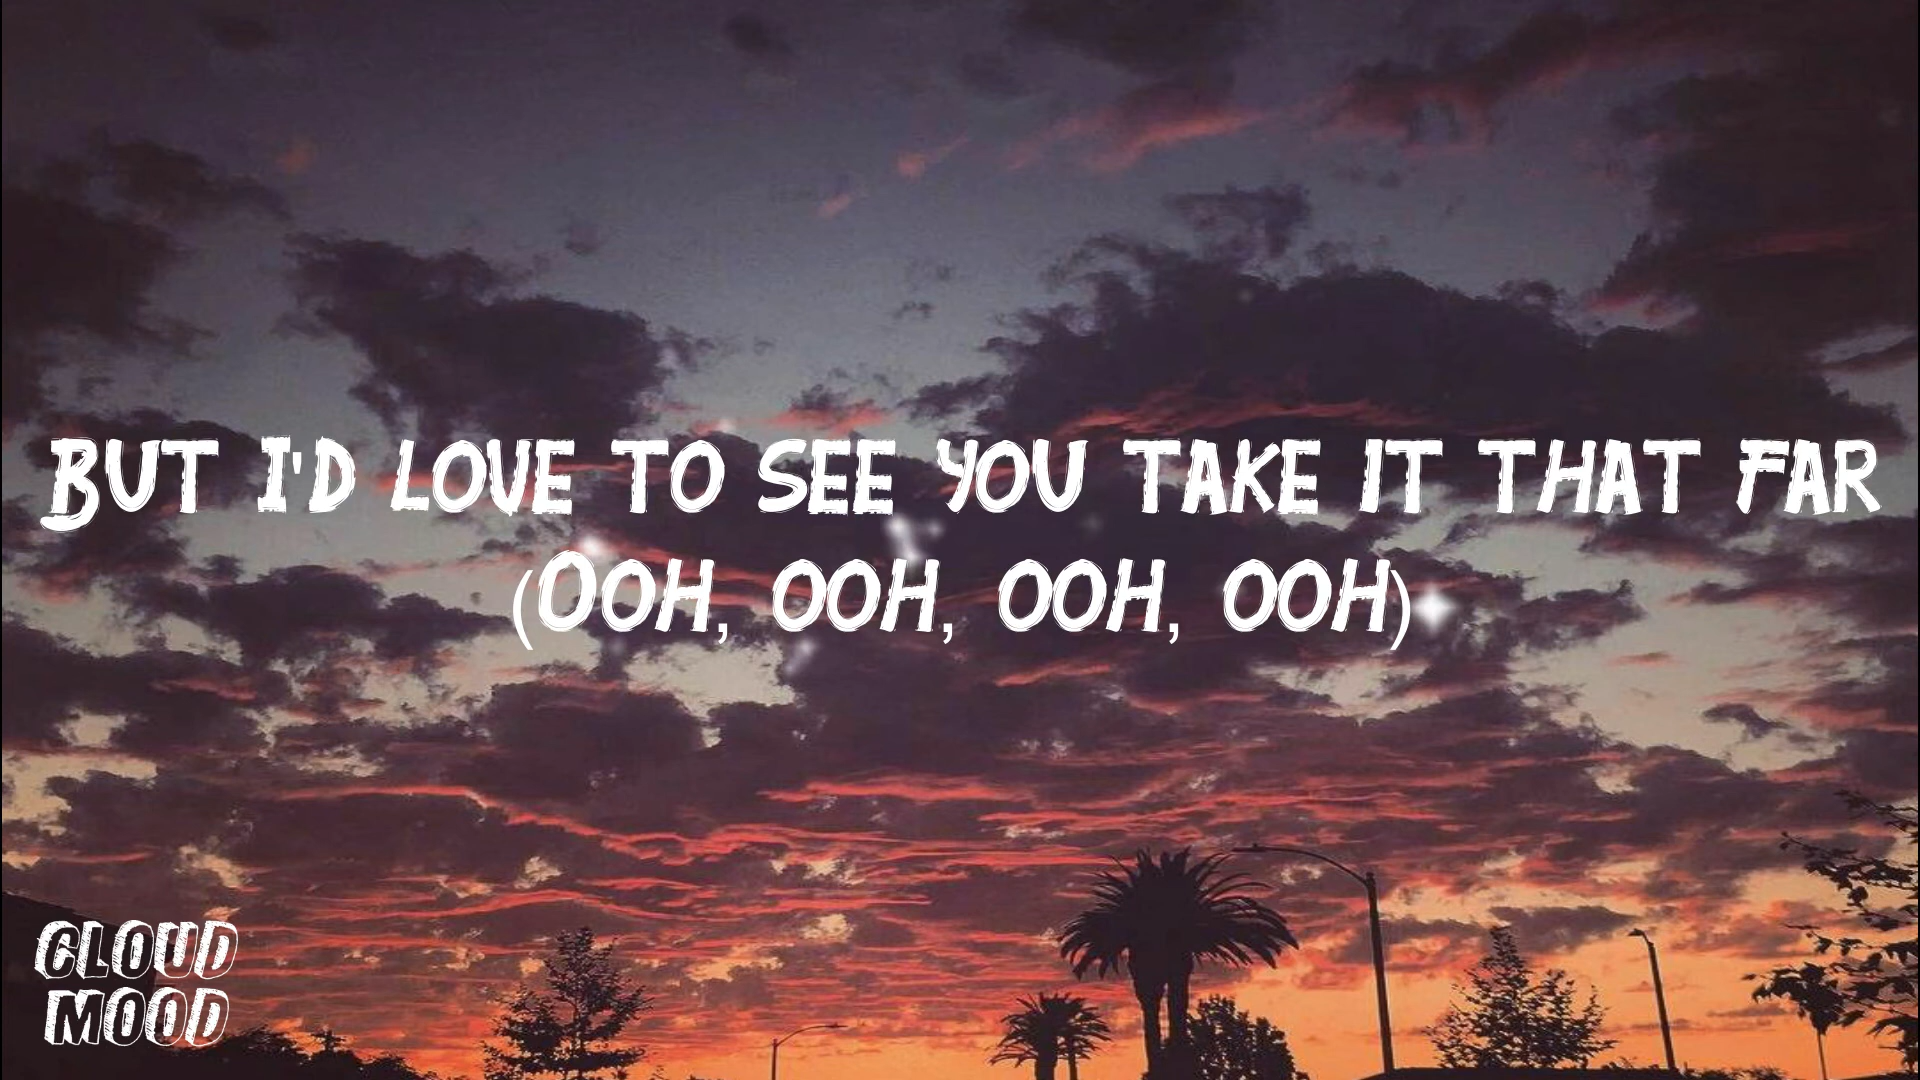 But I'd love to see you take it that far
(Ooh, ooh, ooh, ooh)
CLOUD
MOOD